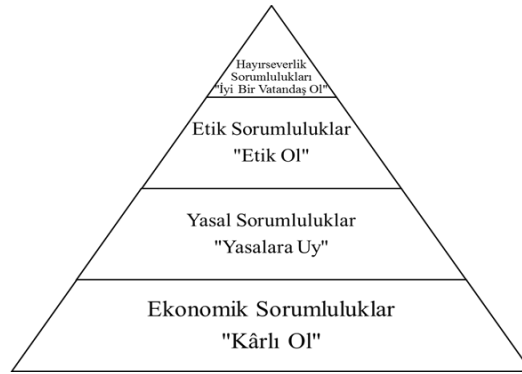 Hayırseverlik
Sorumlulukları
"İyi Bir Vatandaş Ol"
Etik Sorumluluklar
"Etik Ol"
Yasal Sorumluluklar
"Yasalara Uy"
Ekonomik Sorumluluklar
"Kârlı Ol"